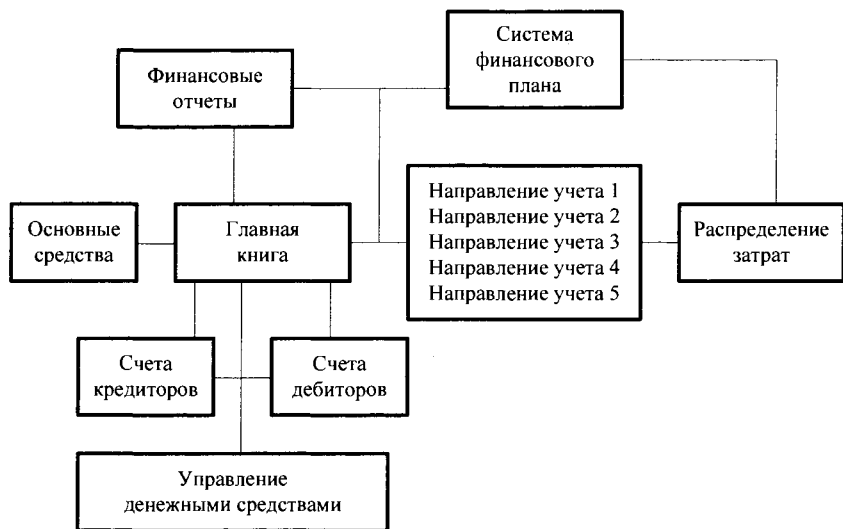 Система
финансового
плана
Финансовые
отчеты
Направление учета 1
Направление учета 2
Направление учета 3
Направление учета 4
Направление учета 5
Основные
средства
Главная
книга
Распределение
затрат
Счета
кредиторов
Счета
дебиторов
Управление
денежными средствами